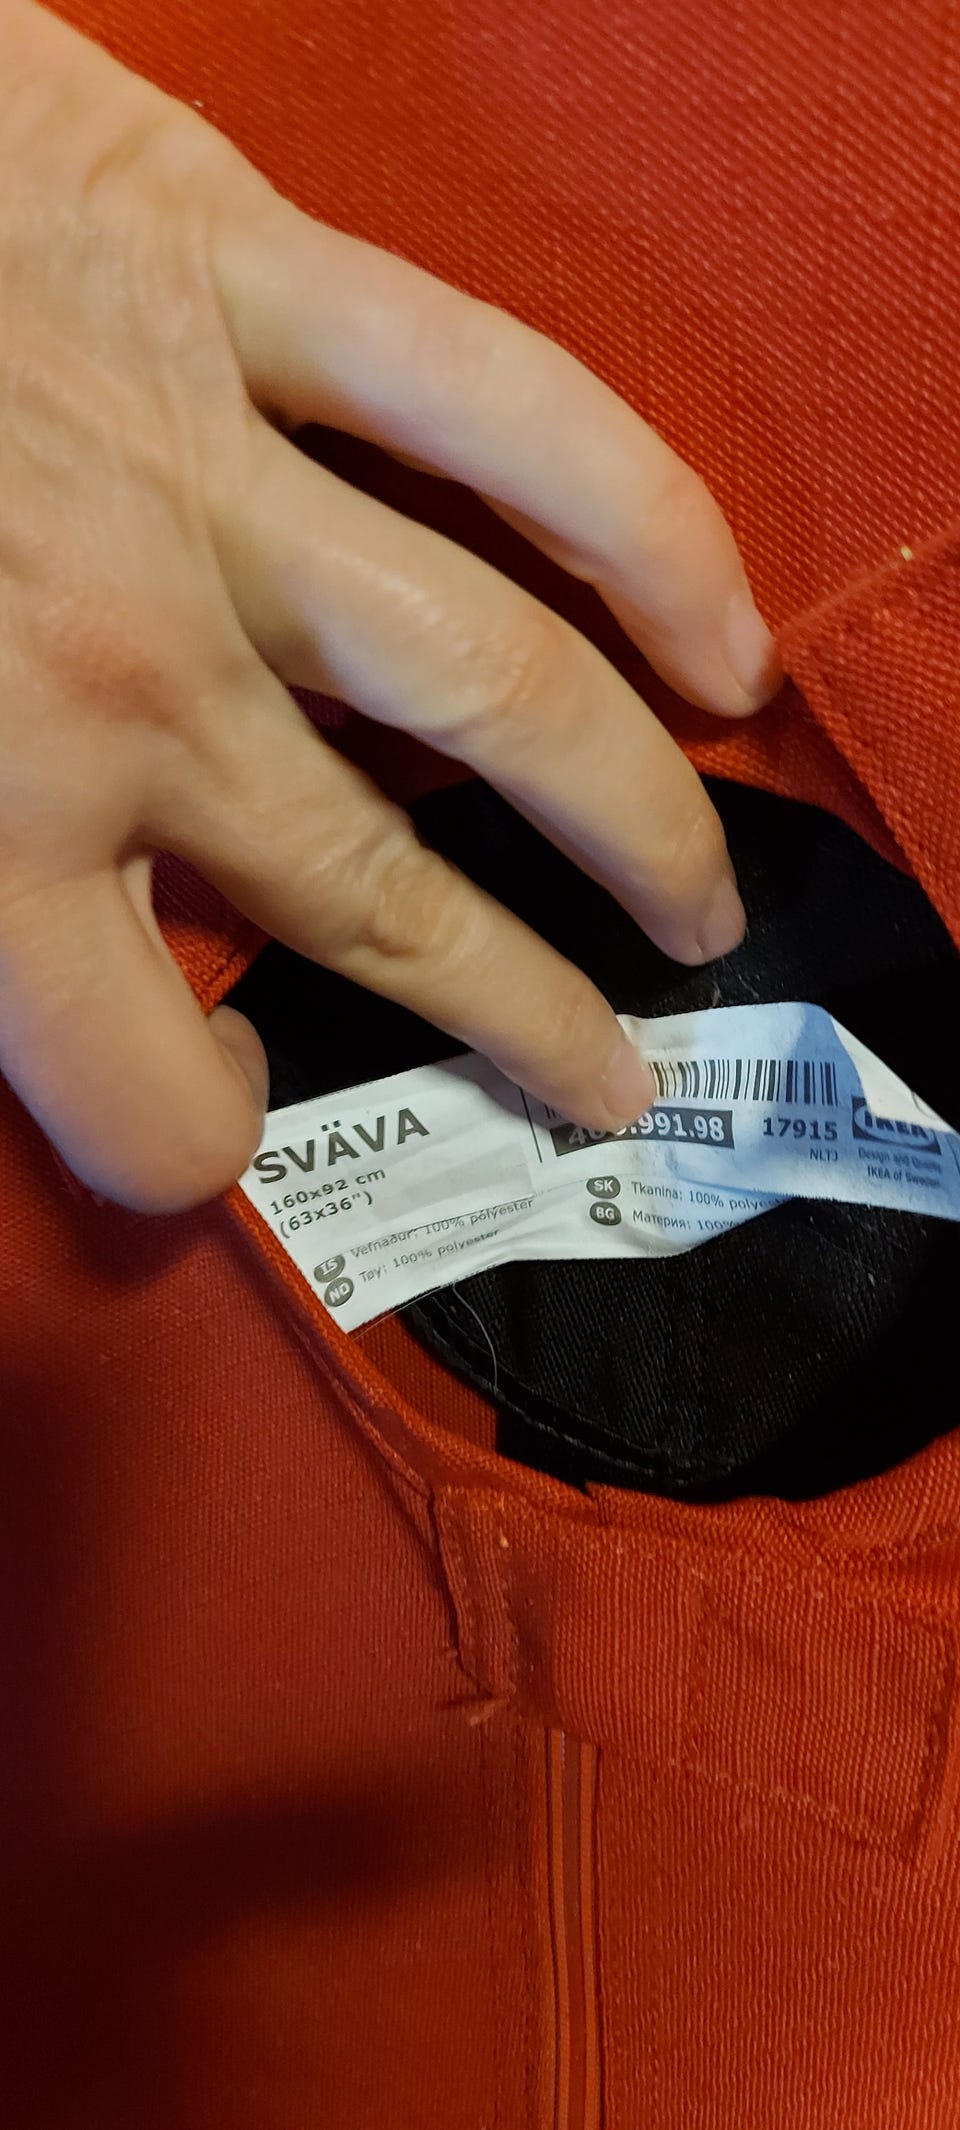 SVÄVA
160x92 cm
(63x36")
IS Vefnaður: 100% polyester
NO Tøy: 100% polyester
.991.98
17915
NLTJ
IKEA
Design and Quality
IKEA of Sweden
SK Tkanina: 100% polye
BG Материя: 100%